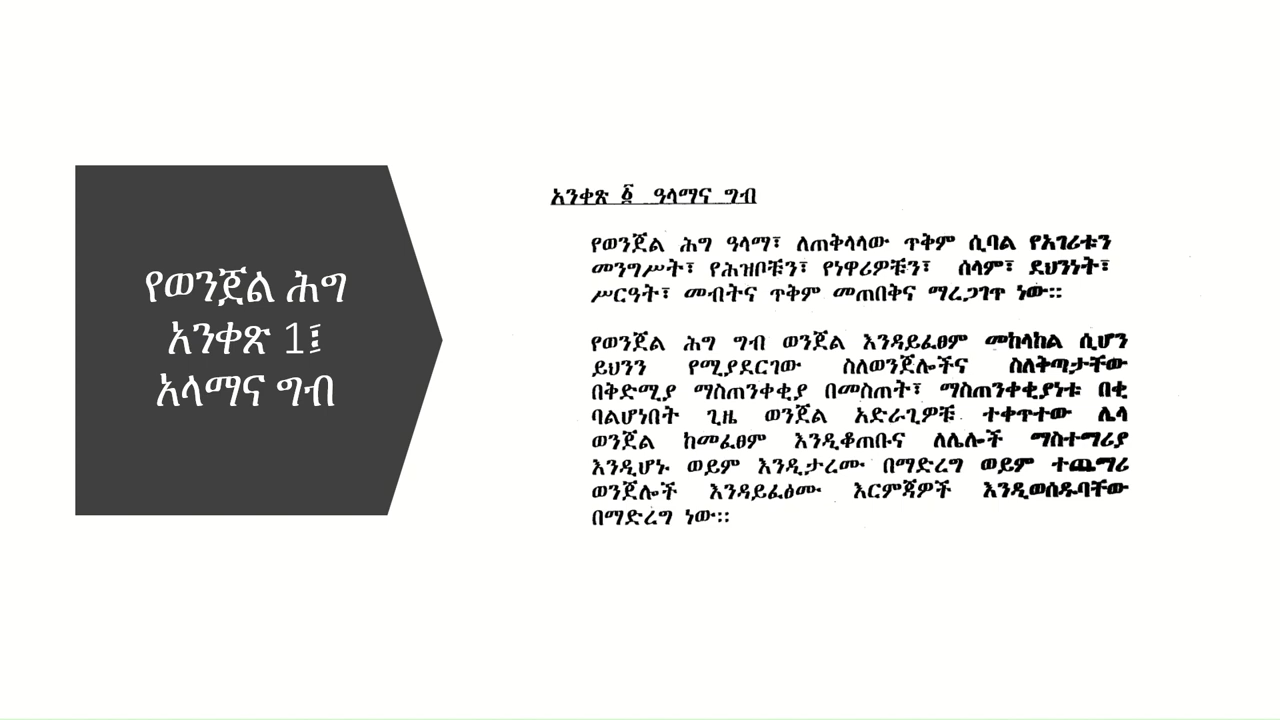 የወንጀል ሕግ
አንቀጽ 1፤
አላማና ግብ
አንቀጽ ፩ ዓላማና ግብ
የወንጀል ሕግ ዓላማ፣ ለጠቅላላው ጥቅም ሲባል የአገሪቱን
መንግሥት፣ የሕዝቦቹን፣ የነዋሪዎቹን፣ ሰላም፣ ደህንነት፣
ሥርዓት፣ መብትና ጥቅም መጠበቅና ማረጋገጥ ነው፡፡
የወንጀል ሕግ ግብ ወንጀል እንዳይፈፀም መከላከል ሲሆን
ይህንን የሚያደርገው ስለወንጀሎችና ስለቅጣታቸው
በቅድሚያ ማስጠንቀቂያ በመስጠት፣ ማስጠንቀቂያነቱ በቂ
ባልሆነበት ጊዜ ወንጀል አድራጊዎቹ ተቀጥተው ሌላ
ወንጀል ከመፈፀም እንዲቆጠቡና ለሌሎች ማስተማሪያ
እንዲሆኑ ወይም እንዲታረሙ በማድረግ ወይም ተጨማሪ
ወንጀሎች እንዳይፈፅሙ እርምጃዎች እንዲወሰዱባቸው
በማድረግ ነው፡፡